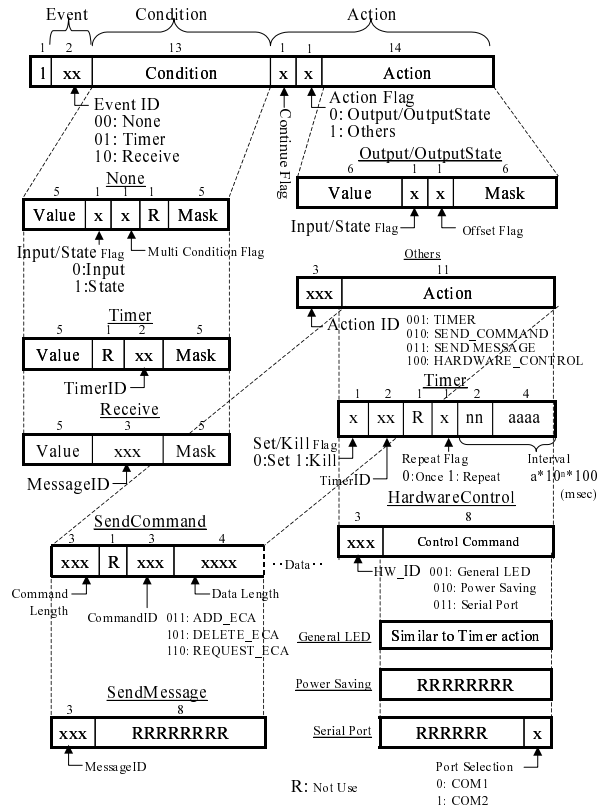 Event Condition Action
1 2 13 1 1 14
1 xx Condition x x Action
Event ID
00: None
01: Timer
10: Receive
Continue Flag
Action Flag
0: Output/OutputState
1: Others
None
5 1 1 1 5
Value x x R Mask
Input/State Flag
0:Input
1:State
Multi Condition Flag
Output/OutputState
6 1 1 6
Value x x Mask
Input/State Flag
Offset Flag
Others
3 11
xxx Action
Action ID
001: TIMER
010: SEND_COMMAND
011: SENDMESSAGE
100: HARDWARE_CONTROL
Timer
5 1 2 5
Value R xx Mask
TimerID
Receive
5 3 5
Value xxx Mask
MessageID
Timer
1 2 1 1 2 4
x xx R x nn aaaa
Set/Kill Flag
0:Set 1:Kill
TimerID
Repeat Flag
0:Once 1: Repeat
Interval
a*10ⁿ*100
(msec)
SendCommand
3 1 3 4
xxx R xxx xxxx
··Data··
Command
Length
CommandID
Data Length
011: ADD_ECA
101: DELETE_ECA
110: REQUEST_ECA
HardwareControl
3 8
xxx Control Command
HW_ID
001: General LED
010: Power Saving
011: Serial Port
General LED Similar to Timer action
Power Saving RRRRRRRR
Serial Port RRRRRR x
Port Selection
0: COM1
1: COM2
SendMessage
3 8
xxx RRRRRRRR
MessageID
R: Not Use